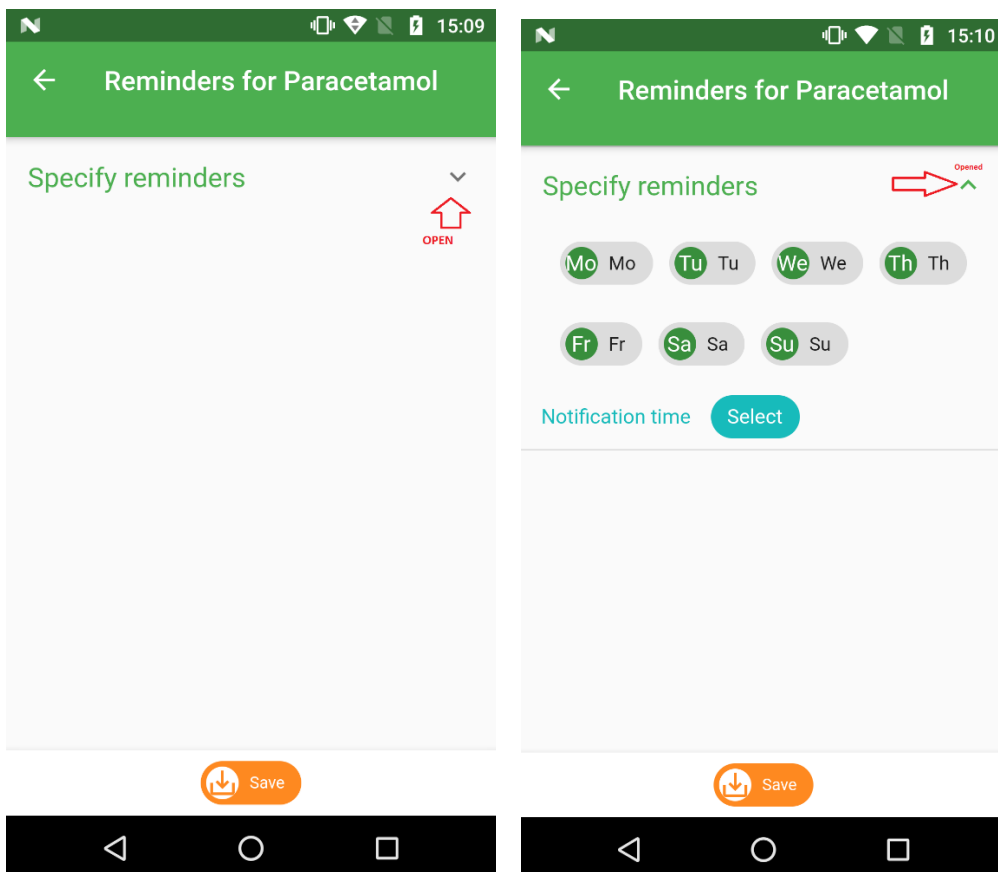 15:09
Reminders for Paracetamol
Specify reminders
OPEN
Save
15:10
Reminders for Paracetamol
Opened
Specify reminders
Mo Mo Tu Tu We We Th Th
Fr Fr Sa Sa Su Su
Notification time Select
Save